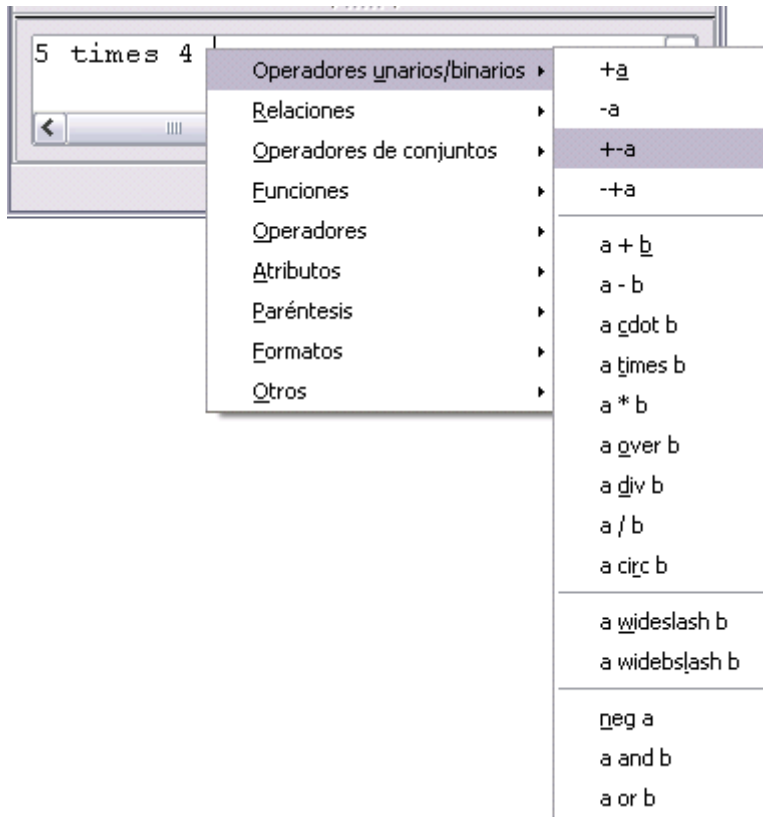 5 times 4
Operadores unarios/binarios
Relaciones
Operadores de conjuntos
Funciones
Operadores
Atributos
Paréntesis
Formatos
Otros
+a
-a
+-a
-+a
a + b
a - b
a cdot b
a times b
a * b
a over b
a div b
a / b
a circ b
a wideslash b
a widebslash b
neg a
a and b
a or b